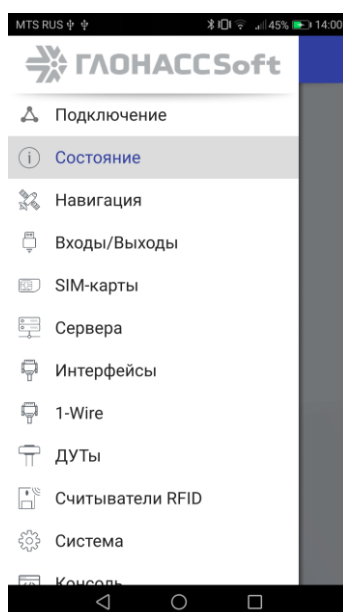 MTS RUS 45% 14:00
ГЛОНАССSoft
Подключение
Состояние
Навигация
Входы/Выходы
SIM-карты
Сервера
Интерфейсы
1-Wire
ДУТы
Считыватели RFID
Система
Консоль